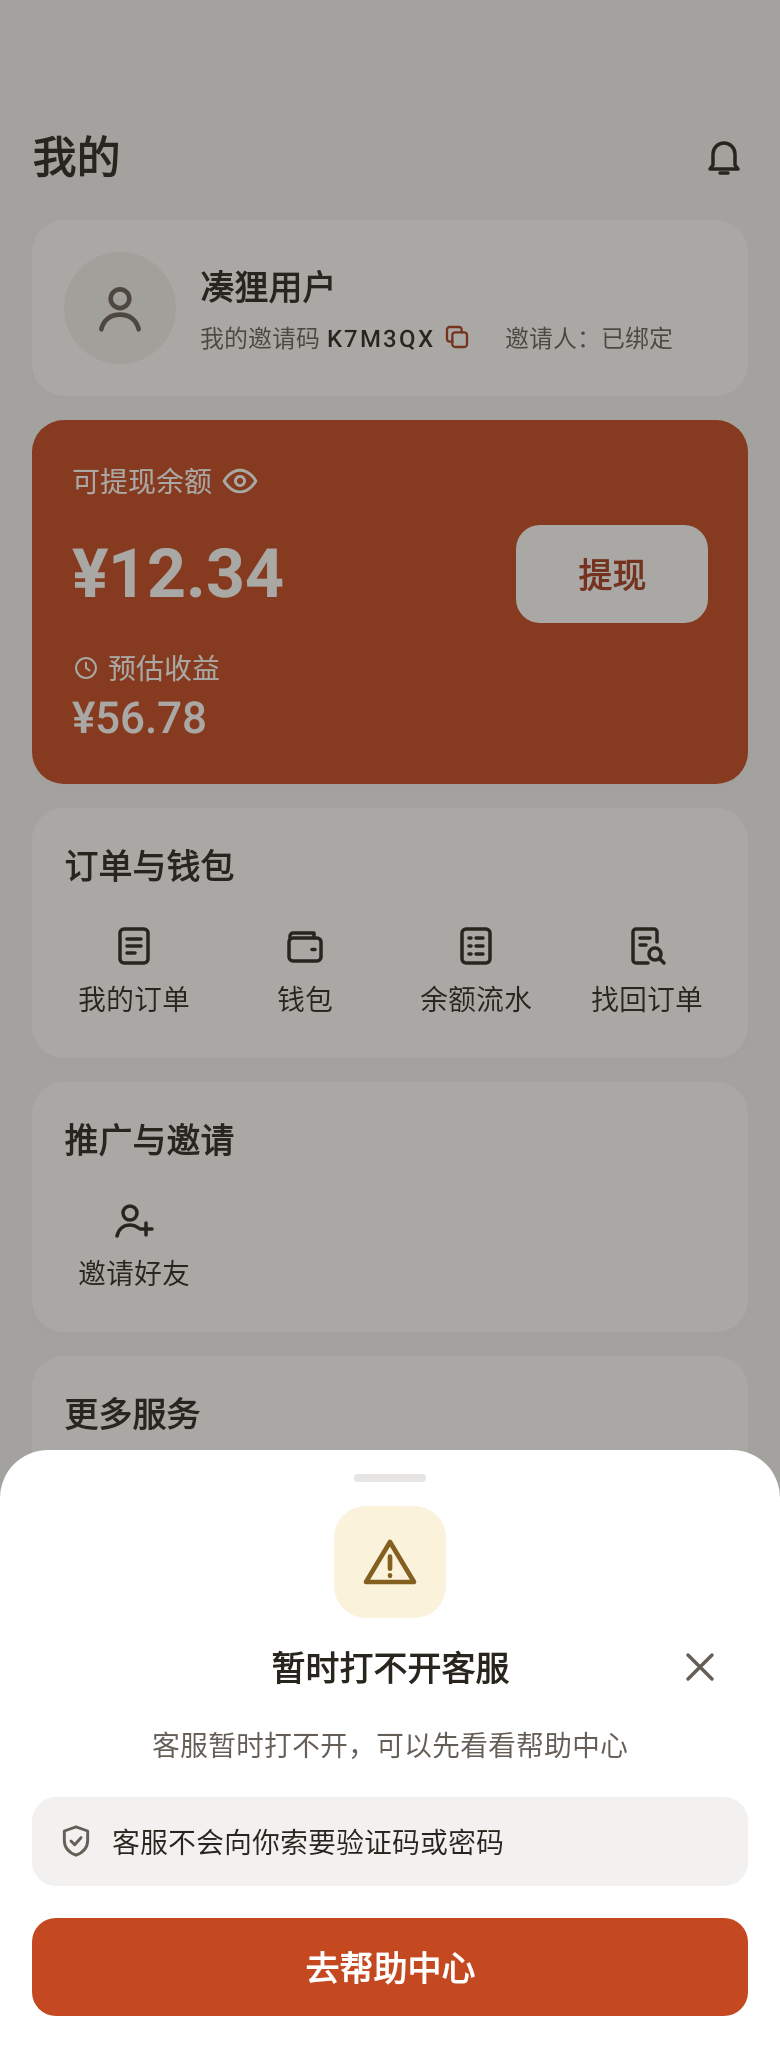 我的
凑狸用户
我的邀请码 K7M3QX 邀请人：已绑定
可提现余额
¥12.34
提现
预估收益
¥56.78
订单与钱包
我的订单 钱包 余额流水 找回订单
推广与邀请
邀请好友
更多服务
暂时打不开客服
客服暂时打不开，可以先看看帮助中心
客服不会向你索要验证码或密码
去帮助中心